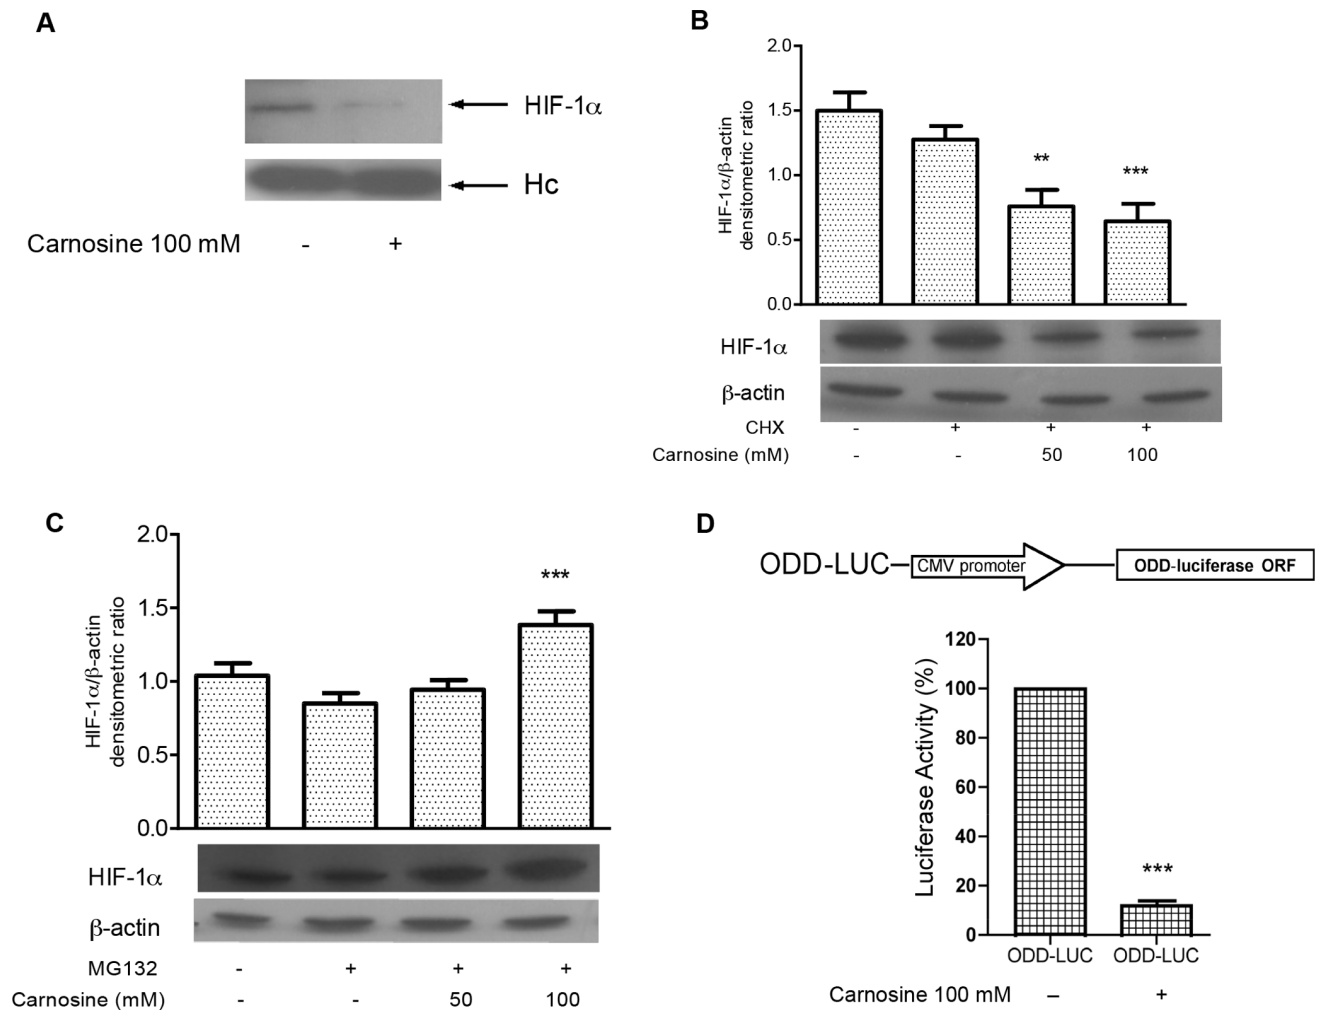 A
HIF-1α
Hc
Carnosine 100 mM - +
B
2.0
1.5
1.0
0.5
0.0
HIF-1α/β-actin
densitometric ratio
**
***
HIF-1α
β-actin
CHX - + + +
Carnosine (mM) - - 50 100
C
2.0
1.5
1.0
0.5
0.0
HIF-1α/β-actin
densitometric ratio
***
HIF-1α
β-actin
MG132 - + + +
Carnosine (mM) - - 50 100
D
ODD-LUC CMV promoter ODD-luciferase ORF
120
100
80
60
40
20
0
Luciferase Activity (%)
***
ODD-LUC ODD-LUC
Carnosine 100 mM – +